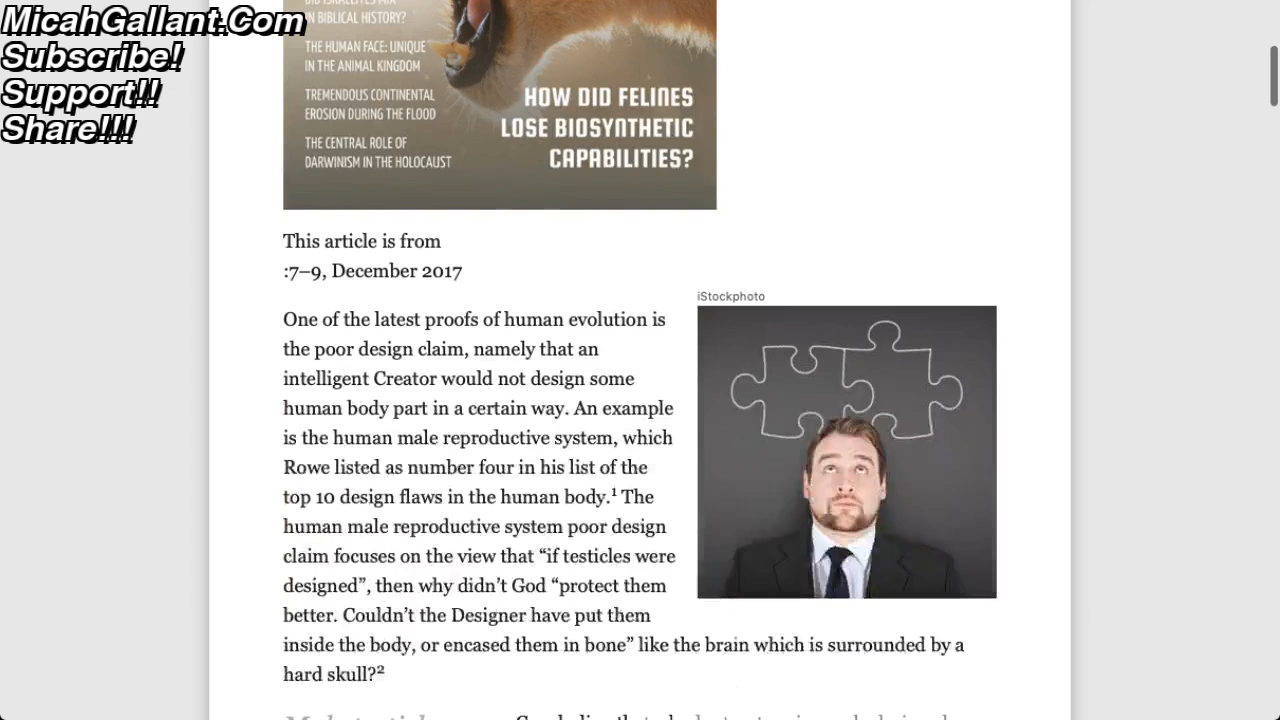 MicahGallant.Com
Subscribe!
Support!!
Share!!!
IN BIBLICAL HISTORY?
THE HUMAN FACE: UNIQUE
IN THE ANIMAL KINGDOM
TREMENDOUS CONTINENTAL
EROSION DURING THE FLOOD
THE CENTRAL ROLE OF
DARWINISM IN THE HOLOCAUST
HOW DID FELINES
LOSE BIOSYNTHETIC
CAPABILITIES?
This article is from
:7–9, December 2017
iStockphoto
One of the latest proofs of human evolution is
the poor design claim, namely that an
intelligent Creator would not design some
human body part in a certain way. An example
is the human male reproductive system, which
Rowe listed as number four in his list of the
top 10 design flaws in the human body.¹ The
human male reproductive system poor design
claim focuses on the view that “if testicles were
designed”, then why didn’t God “protect them
better. Couldn’t the Designer have put them
inside the body, or encased them in bone” like the brain which is surrounded by a
hard skull?²